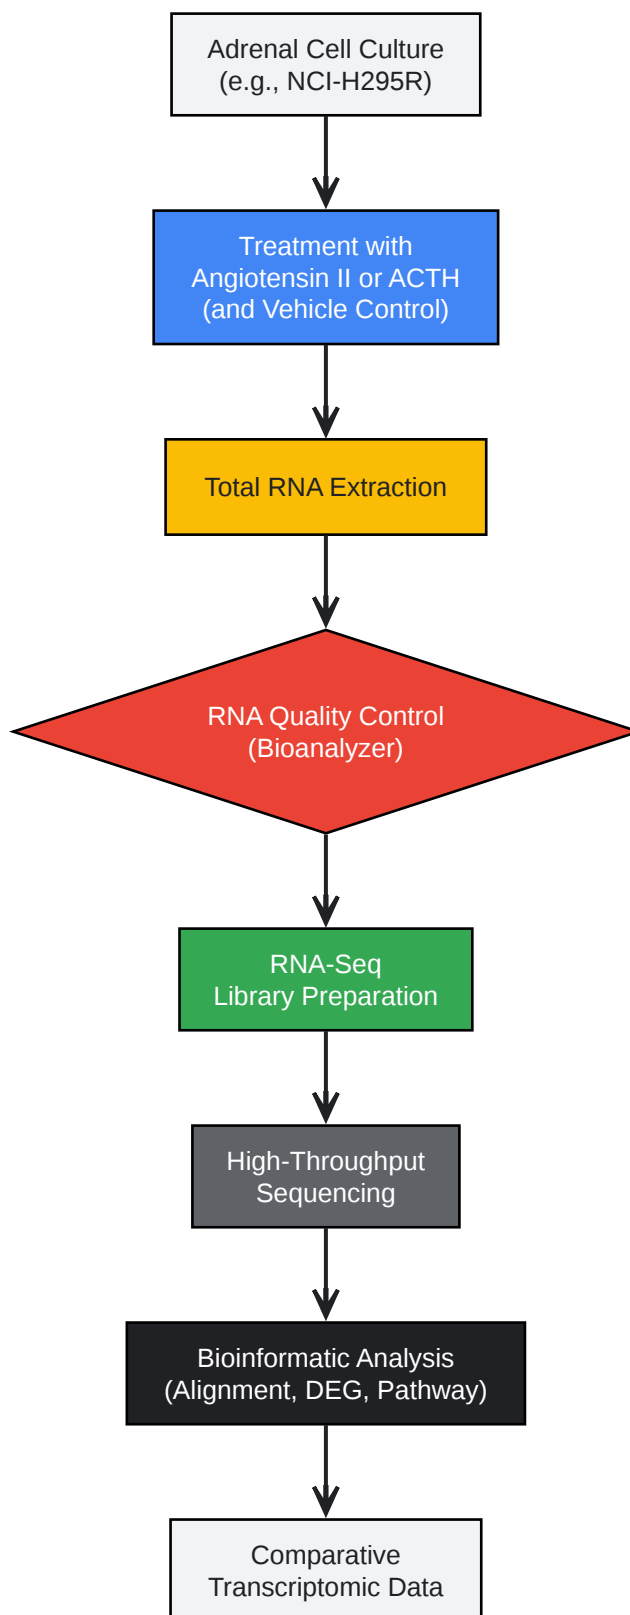 Adrenal Cell Culture
(e.g., NCI-H295R)
Treatment with
Angiotensin II or ACTH
(and Vehicle Control)
Total RNA Extraction
RNA Quality Control
(Bioanalyzer)
RNA-Seq
Library Preparation
High-Throughput
Sequencing
Bioinformatic Analysis
(Alignment, DEG, Pathway)
Comparative
Transcriptomic Data